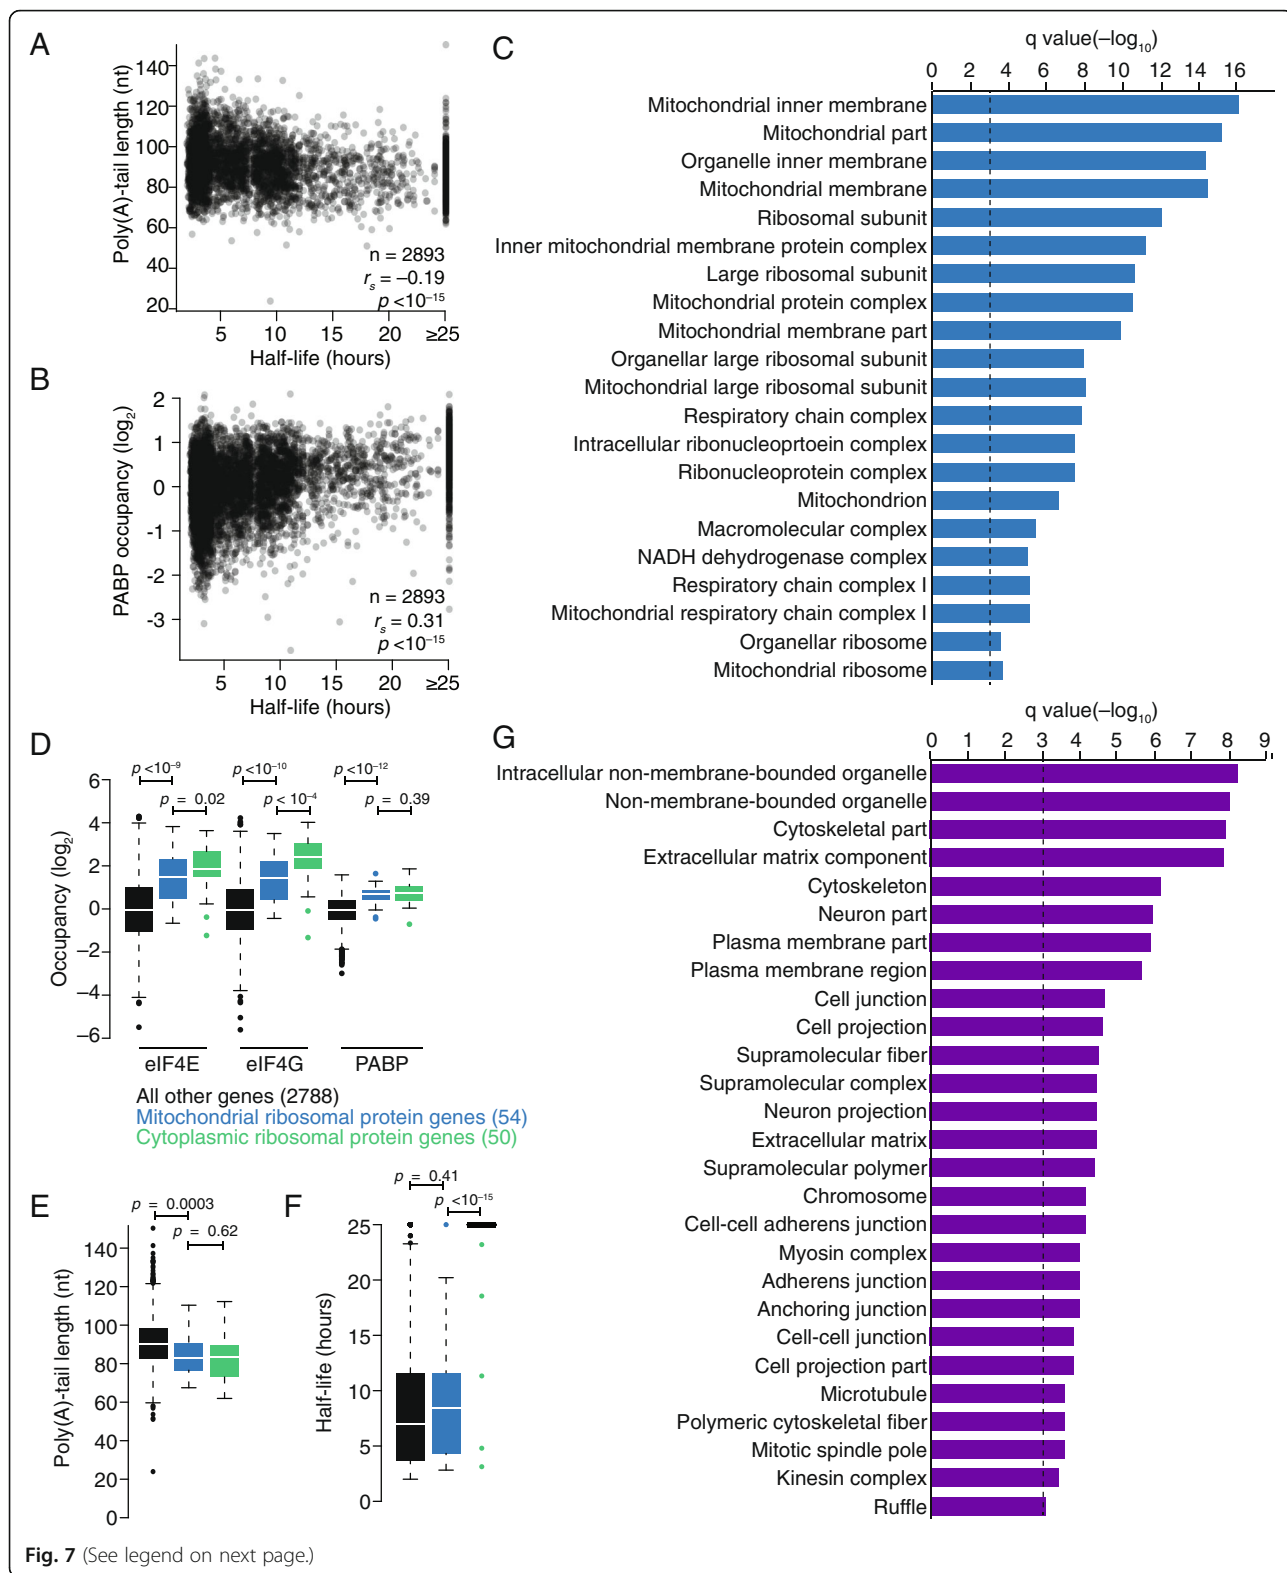 A
Poly(A)-tail length (nt)
140
120
100
80
60
40
20
n = 2893
rs = –0.19
p <10–15
5 10 15 20 ≥25
Half-life (hours)
B
PABP occupancy (log2)
2
1
0
-1
-2
-3
n = 2893
rs = 0.31
p <10–15
5 10 15 20 ≥25
Half-life (hours)
C
q value(–log10)
0 2 4 6 8 10 12 14 16
Mitochondrial inner membrane
Mitochondrial part
Organelle inner membrane
Mitochondrial membrane
Ribosomal subunit
Inner mitochondrial membrane protein complex
Large ribosomal subunit
Mitochondrial protein complex
Mitochondrial membrane part
Organellar large ribosomal subunit
Mitochondrial large ribosomal subunit
Respiratory chain complex
Intracellular ribonucleoprtoein complex
Ribonucleoprotein complex
Mitochondrion
Macromolecular complex
NADH dehydrogenase complex
Respiratory chain complex I
Mitochondrial respiratory chain complex I
Organellar ribosome
Mitochondrial ribosome
D
Occupancy (log2)
6
4
2
0
–2
–4
–6
p <10–9
p = 0.02
p <10–10
p <10–4
p <10–12
p = 0.39
eIF4E eIF4G PABP
All other genes (2788)
Mitochondrial ribosomal protein genes (54)
Cytoplasmic ribosomal protein genes (50)
E
Poly(A)-tail length (nt)
140
120
100
80
60
40
20
0
p = 0.0003
p = 0.62
F
Half-life (hours)
25
20
15
10
5
0
p = 0.41
p <10–15
G
q value(–log10)
0 1 2 3 4 5 6 7 8 9
Intracellular non-membrane-bounded organelle
Non-membrane-bounded organelle
Cytoskeletal part
Extracellular matrix component
Cytoskeleton
Neuron part
Plasma membrane part
Plasma membrane region
Cell junction
Cell projection
Supramolecular fiber
Supramolecular complex
Neuron projection
Extracellular matrix
Supramolecular polymer
Chromosome
Cell-cell adherens junction
Myosin complex
Adherens junction
Anchoring junction
Cell-cell junction
Cell projection part
Microtubule
Polymeric cytoskeletal fiber
Mitotic spindle pole
Kinesin complex
Ruffle
Fig. 7 (See legend on next page.)